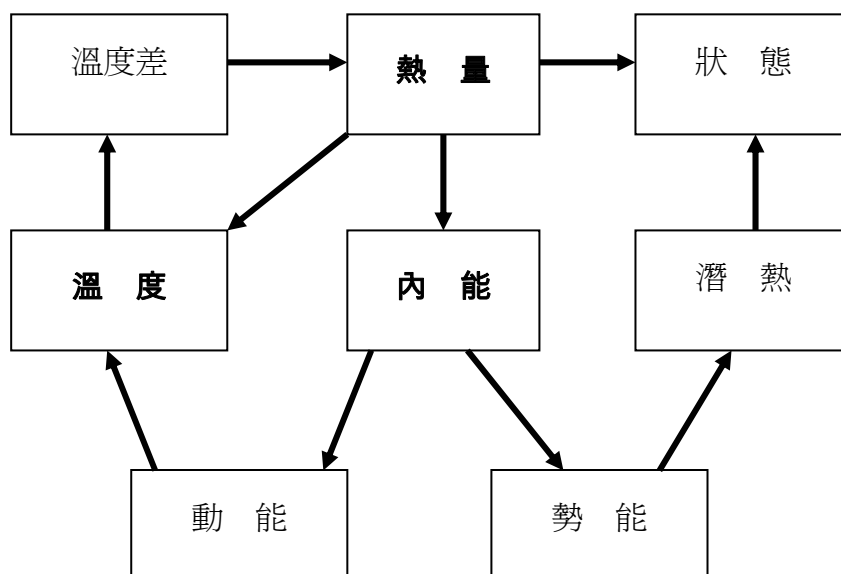 溫度差
熱 量
狀 態
溫 度
內 能
潛 熱
動 能
勢 能